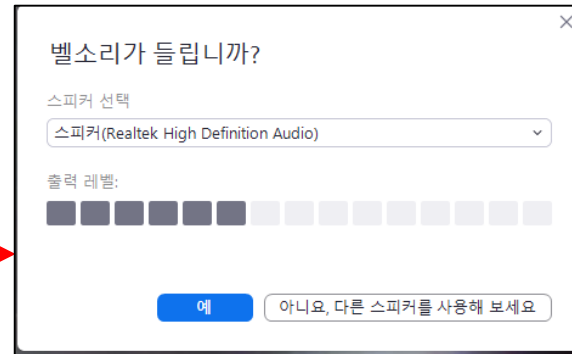 벨소리가 들립니까?
스피커 선택
스피커(Realtek High Definition Audio)
출력 레벨:
예
아니요, 다른 스피커를 사용해 보세요